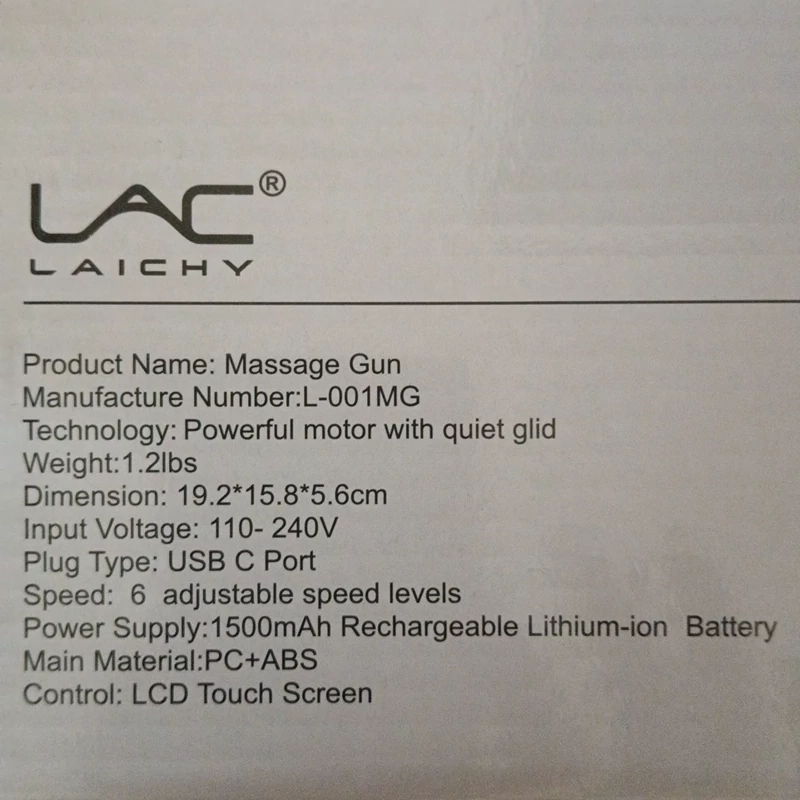 LAC®
LAICHY
Product Name: Massage Gun
Manufacture Number:L-001MG
Technology: Powerful motor with quiet glid
Weight:1.2lbs
Dimension: 19.2*15.8*5.6cm
Input Voltage: 110- 240V
Plug Type: USB C Port
Speed: 6 adjustable speed levels
Power Supply:1500mAh Rechargeable Lithium-ion Battery
Main Material:PC+ABS
Control: LCD Touch Screen